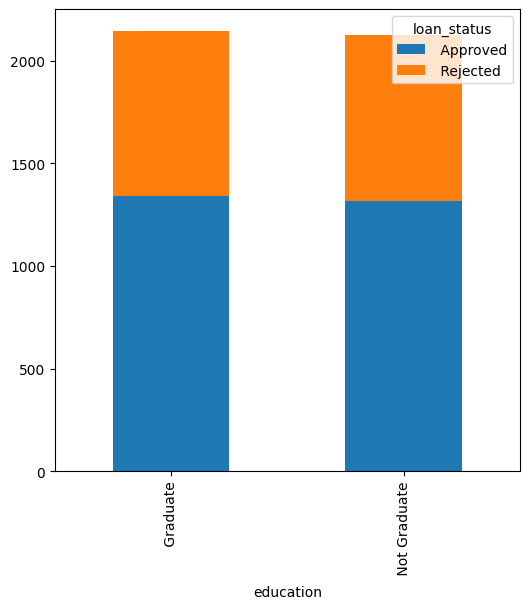 2000
1500
1000
500
0
loan_status
Approved
Rejected
Graduate
Not Graduate
education